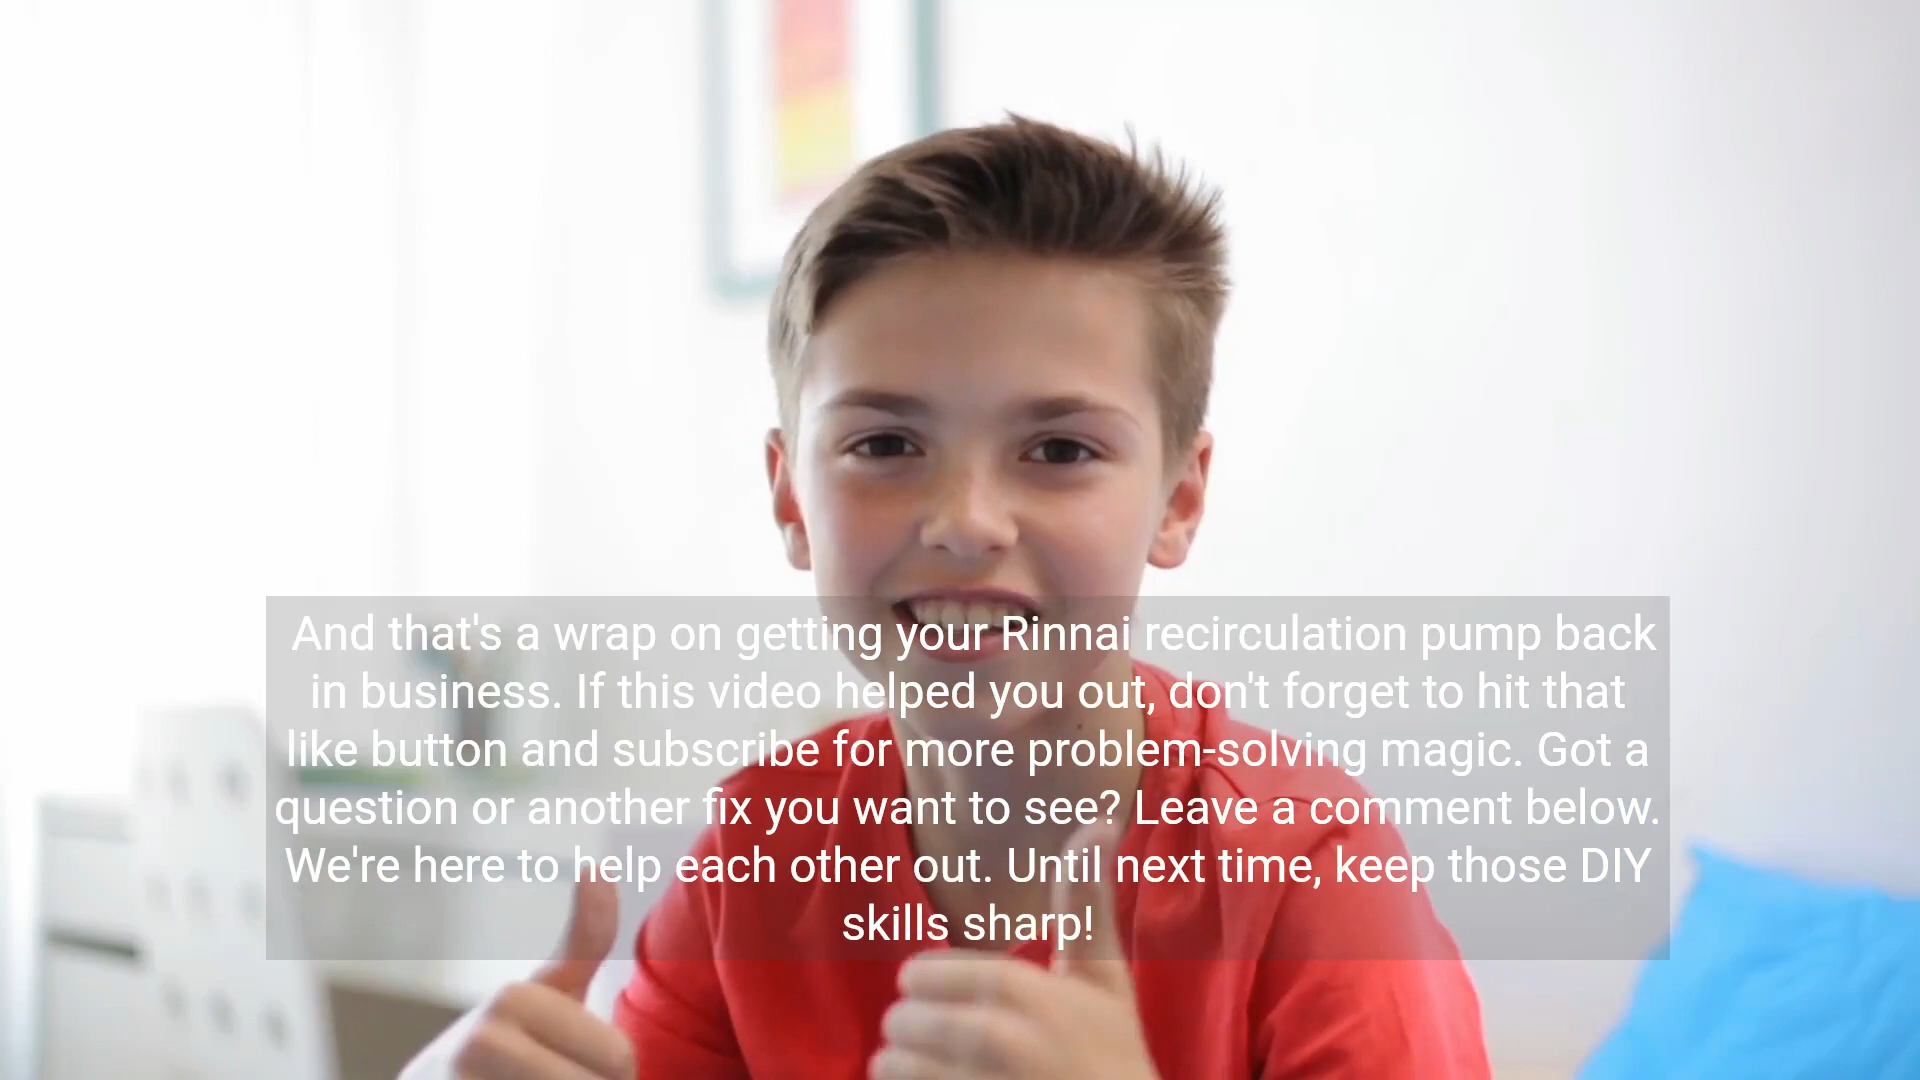 And that's a wrap on getting your Rinnai recirculation pump back
in business. If this video helped you out, don't forget to hit that
like button and subscribe for more problem-solving magic. Got a
question or another fix you want to see? Leave a comment below.
We're here to help each other out. Until next time, keep those DIY
skills sharp!